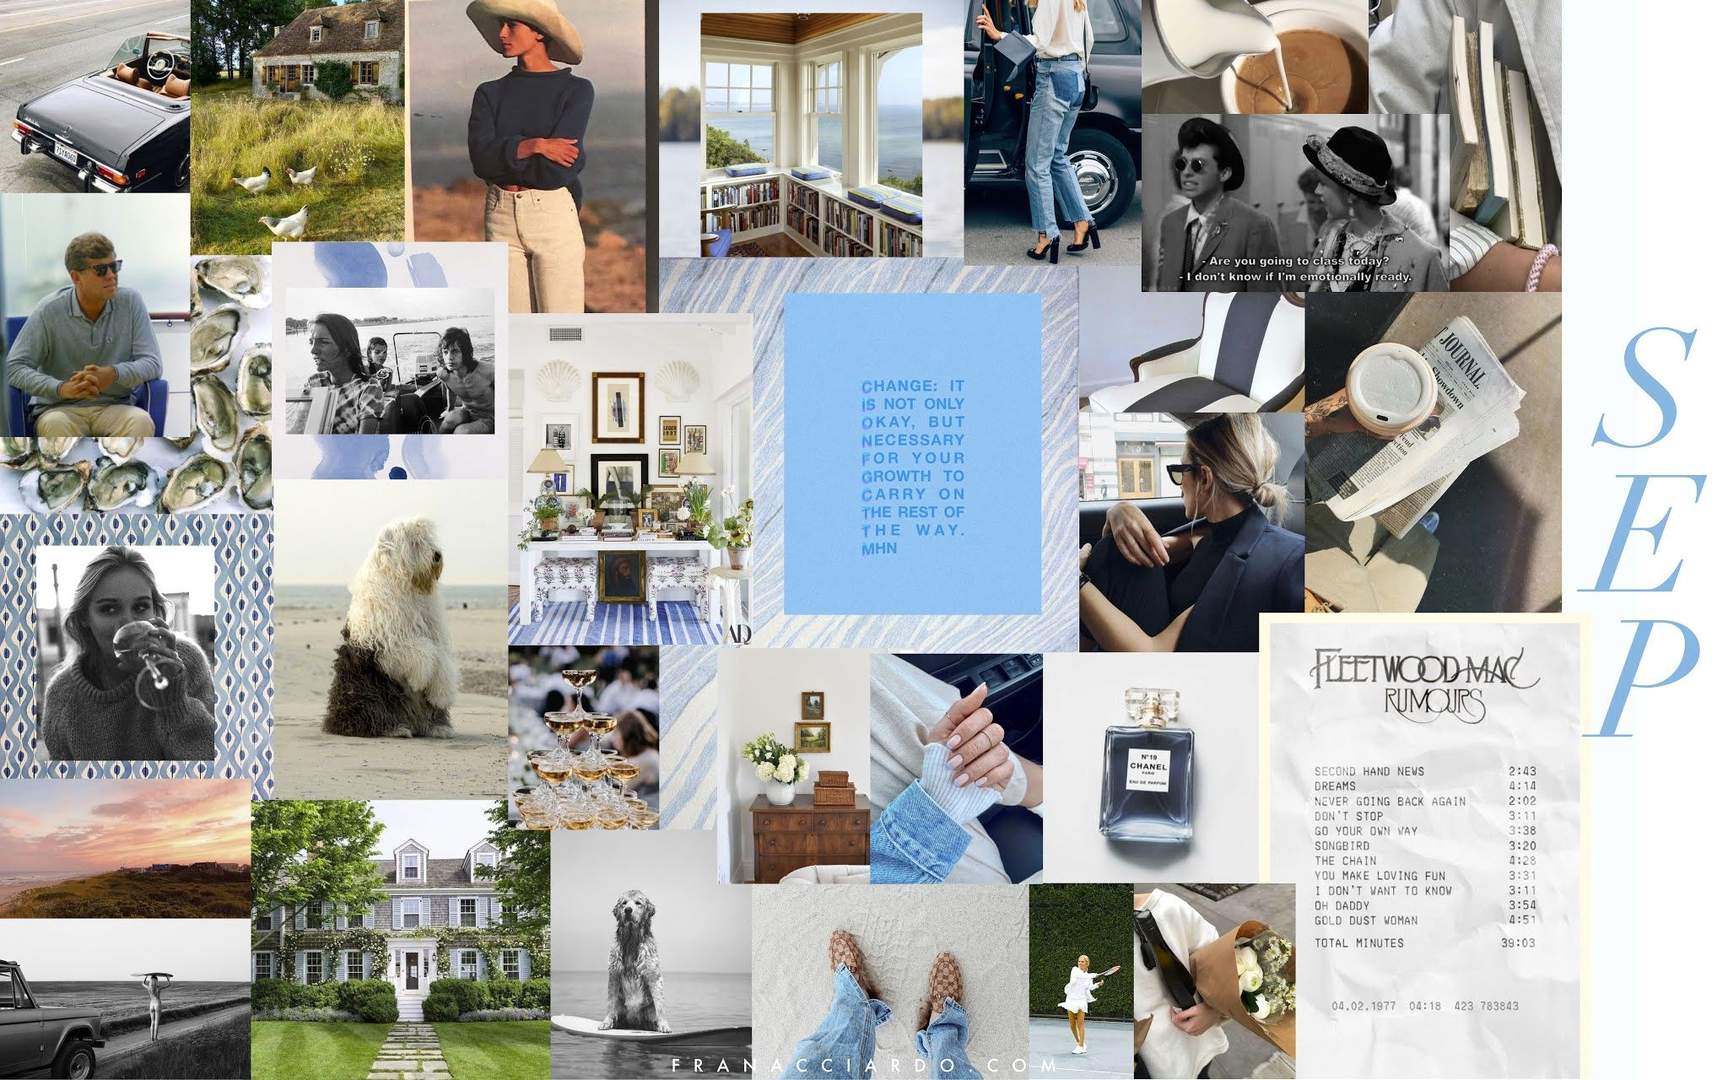 - Are you going to class today?
- I don't know if I'm emotionally ready.
JOURNAL
Showdown
CHANGE: IT
IS NOT ONLY
OKAY, BUT
NECESSARY
FOR YOUR
GROWTH TO
CARRY ON
THE REST OF
THE WAY.
MHN
SEP
AD
N°19
CHANEL
PARIS
EAU DE PARFUM
FLEETWOOD MAC
RUMOURS
SECOND HAND NEWS 2:43
DREAMS 4:14
NEVER GOING BACK AGAIN 2:02
DON'T STOP 3:11
GO YOUR OWN WAY 3:38
SONGBIRD 3:20
THE CHAIN 4:28
YOU MAKE LOVING FUN 3:31
I DON'T WANT TO KNOW 3:11
OH DADDY 3:54
GOLD DUST WOMAN 4:51
TOTAL MINUTES 39:03
04.02.1977 04:18 423 783843
FRANACCIARDO.COM